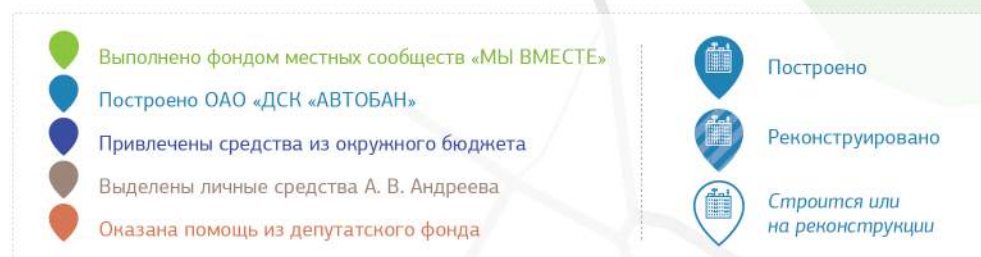 Выполнено фондом местных сообществ «МЫ ВМЕСТЕ»
Построено ОАО «ДСК «АВТОБАН»
Привлечены средства из окружного бюджета
Выделены личные средства А. В. Андреева
Оказана помощь из депутатского фонда
Построено
Реконструировано
Строится или
на реконструкции